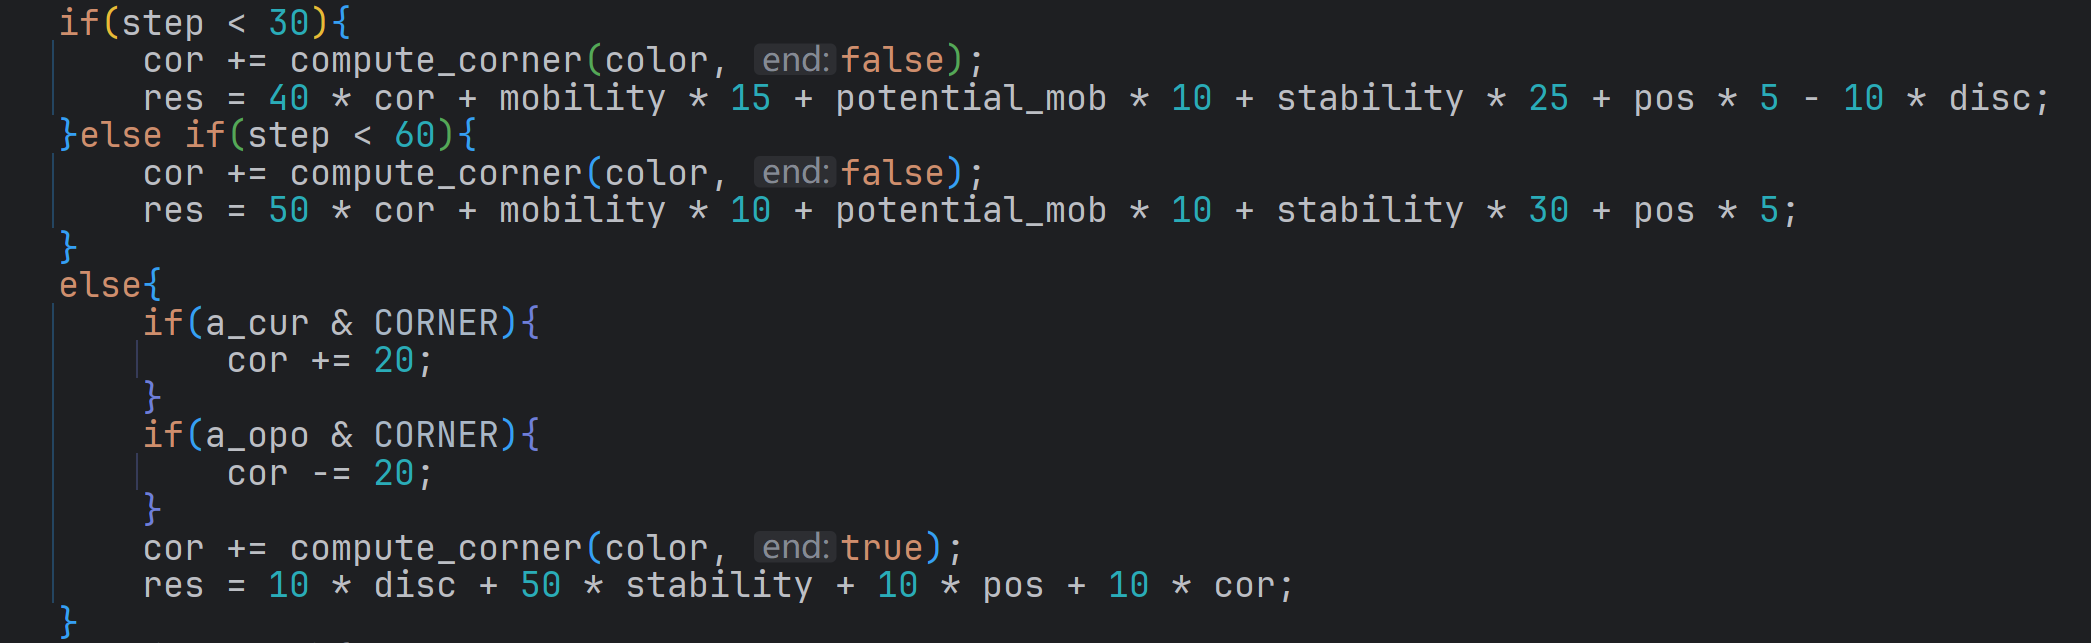 if(step < 30){
    cor += compute_corner(color, end:false);
    res = 40 * cor + mobility * 15 + potential_mob * 10 + stability * 25 + pos * 5 - 10 * disc;
}else if(step < 60){
    cor += compute_corner(color, end:false);
    res = 50 * cor + mobility * 10 + potential_mob * 10 + stability * 30 + pos * 5;
}
else{
    if(a_cur & CORNER){
        cor += 20;
    }
    if(a_opo & CORNER){
        cor -= 20;
    }
    cor += compute_corner(color, end:true);
    res = 10 * disc + 50 * stability + 10 * pos + 10 * cor;
}